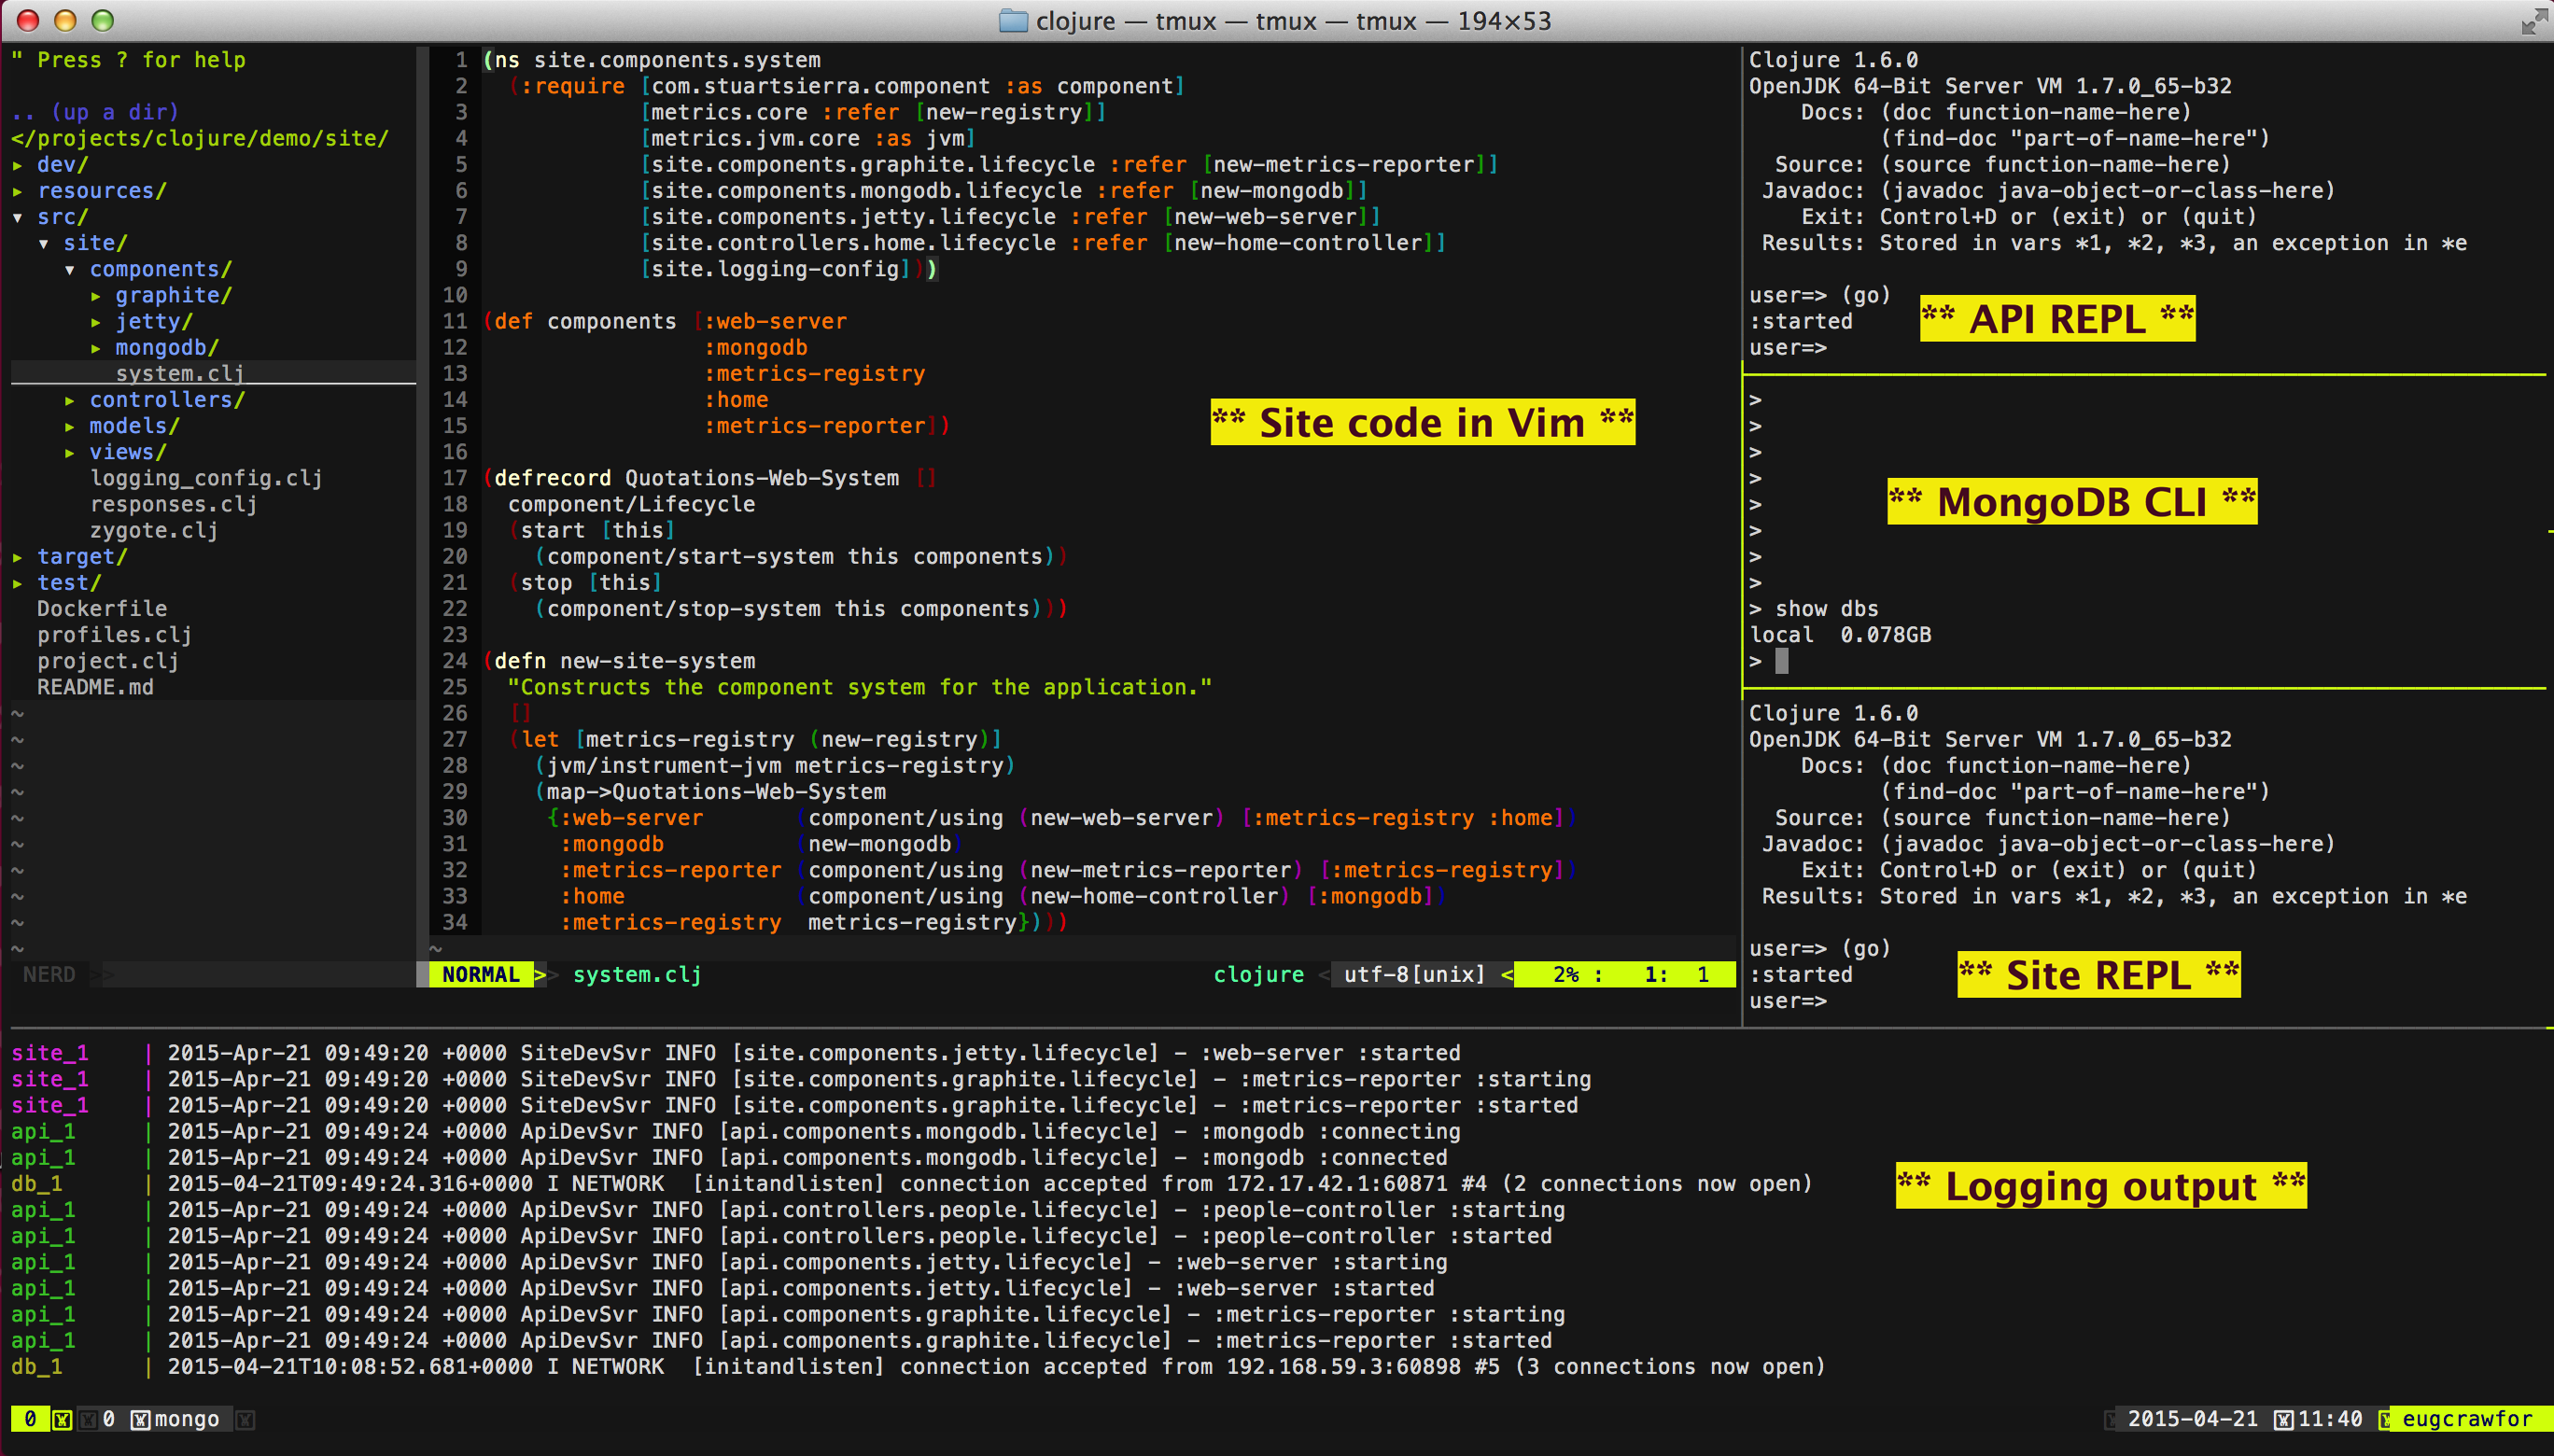 clojure — tmux — tmux — tmux — 194×53
" Press ? for help
.. (up a dir)
</projects/clojure/demo/site/
▸ dev/
▸ resources/
▾ src/
▾ site/
▾ components/
▸ graphite/
▸ jetty/
▸ mongodb/
system.clj
▸ controllers/
▸ models/
▸ views/
logging_config.clj
responses.clj
zygote.clj
▸ target/
▸ test/
Dockerfile
profiles.clj
project.clj
README.md
~
~
~
~
~
~
~
~
~
~
NERD
1 (ns site.components.system
2 (:require [com.stuartsierra.component :as component]
3 [metrics.core :refer [new-registry]]
4 [metrics.jvm.core :as jvm]
5 [site.components.graphite.lifecycle :refer [new-metrics-reporter]]
6 [site.components.mongodb.lifecycle :refer [new-mongodb]]
7 [site.components.jetty.lifecycle :refer [new-web-server]]
8 [site.controllers.home.lifecycle :refer [new-home-controller]]
9 [site.logging-config]))
10
11 (def components [:web-server
12 :mongodb
13 :metrics-registry
14 :home
15 :metrics-reporter])
16
17 (defrecord Quotations-Web-System []
18 component/Lifecycle
19 (start [this]
20 (component/start-system this components))
21 (stop [this]
22 (component/stop-system this components)))
23
24 (defn new-site-system
25 "Constructs the component system for the application."
26 []
27 (let [metrics-registry (new-registry)]
28 (jvm/instrument-jvm metrics-registry)
29 (map->Quotations-Web-System
30 {:web-server (component/using (new-web-server) [:metrics-registry :home])
31 :mongodb (new-mongodb)
32 :metrics-reporter (component/using (new-metrics-reporter) [:metrics-registry])
33 :home (component/using (new-home-controller) [:mongodb])
34 :metrics-registry metrics-registry})))
~
** Site code in Vim **
NORMAL >> system.clj clojure < utf-8[unix] < 2% : 1: 1
Clojure 1.6.0
OpenJDK 64-Bit Server VM 1.7.0_65-b32
Docs: (doc function-name-here)
(find-doc "part-of-name-here")
Source: (source function-name-here)
Javadoc: (javadoc java-object-or-class-here)
Exit: Control+D or (exit) or (quit)
Results: Stored in vars *1, *2, *3, an exception in *e
user=> (go)
:started
user=>
** API REPL **
>
>
>
>
>
>
>
>
> show dbs
local 0.078GB
>
** MongoDB CLI **
Clojure 1.6.0
OpenJDK 64-Bit Server VM 1.7.0_65-b32
Docs: (doc function-name-here)
(find-doc "part-of-name-here")
Source: (source function-name-here)
Javadoc: (javadoc java-object-or-class-here)
Exit: Control+D or (exit) or (quit)
Results: Stored in vars *1, *2, *3, an exception in *e
user=> (go)
:started
user=>
** Site REPL **
site_1 | 2015-Apr-21 09:49:20 +0000 SiteDevSvr INFO [site.components.jetty.lifecycle] - :web-server :started
site_1 | 2015-Apr-21 09:49:20 +0000 SiteDevSvr INFO [site.components.graphite.lifecycle] - :metrics-reporter :starting
site_1 | 2015-Apr-21 09:49:20 +0000 SiteDevSvr INFO [site.components.graphite.lifecycle] - :metrics-reporter :started
api_1 | 2015-Apr-21 09:49:24 +0000 ApiDevSvr INFO [api.components.mongodb.lifecycle] - :mongodb :connecting
api_1 | 2015-Apr-21 09:49:24 +0000 ApiDevSvr INFO [api.components.mongodb.lifecycle] - :mongodb :connected
db_1 | 2015-04-21T09:49:24.316+0000 I NETWORK [initandlisten] connection accepted from 172.17.42.1:60871 #4 (2 connections now open)
api_1 | 2015-Apr-21 09:49:24 +0000 ApiDevSvr INFO [api.controllers.people.lifecycle] - :people-controller :starting
api_1 | 2015-Apr-21 09:49:24 +0000 ApiDevSvr INFO [api.controllers.people.lifecycle] - :people-controller :started
api_1 | 2015-Apr-21 09:49:24 +0000 ApiDevSvr INFO [api.components.jetty.lifecycle] - :web-server :starting
api_1 | 2015-Apr-21 09:49:24 +0000 ApiDevSvr INFO [api.components.jetty.lifecycle] - :web-server :started
api_1 | 2015-Apr-21 09:49:24 +0000 ApiDevSvr INFO [api.components.graphite.lifecycle] - :metrics-reporter :starting
api_1 | 2015-Apr-21 09:49:24 +0000 ApiDevSvr INFO [api.components.graphite.lifecycle] - :metrics-reporter :started
db_1 | 2015-04-21T10:08:52.681+0000 I NETWORK [initandlisten] connection accepted from 192.168.59.3:60898 #5 (3 connections now open)
** Logging output **
0 0 mongo 2015-04-21 11:40 eugcrawfor